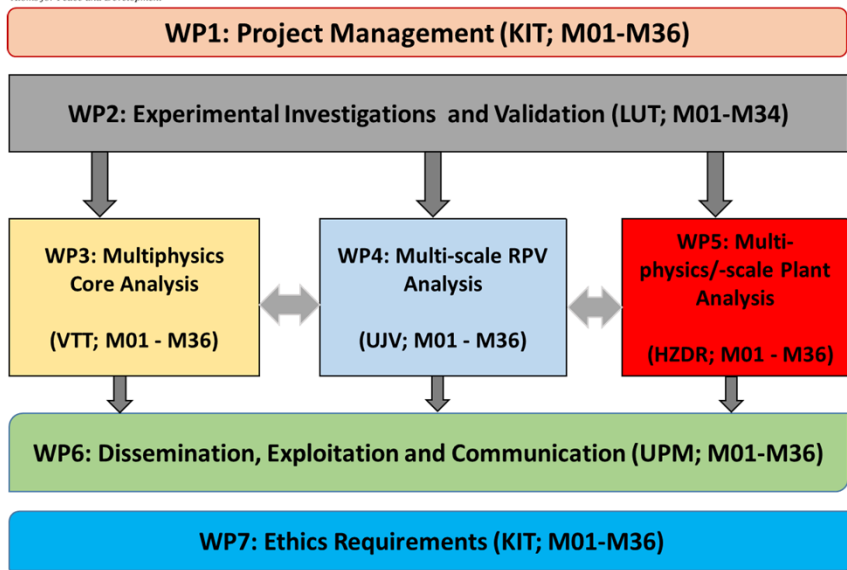 WP1: Project Management (KIT; M01-M36)
WP2: Experimental Investigations and Validation (LUT; M01-M34)
WP3: Multiphysics
Core Analysis
(VTT; M01 - M36)
WP4: Multi-scale RPV
Analysis
(UJV; M01 - M36)
WP5: Multi-
physics/-scale Plant
Analysis
(HZDR; M01 - M36)
WP6: Dissemination, Exploitation and Communication (UPM; M01-M36)
WP7: Ethics Requirements (KIT; M01-M36)